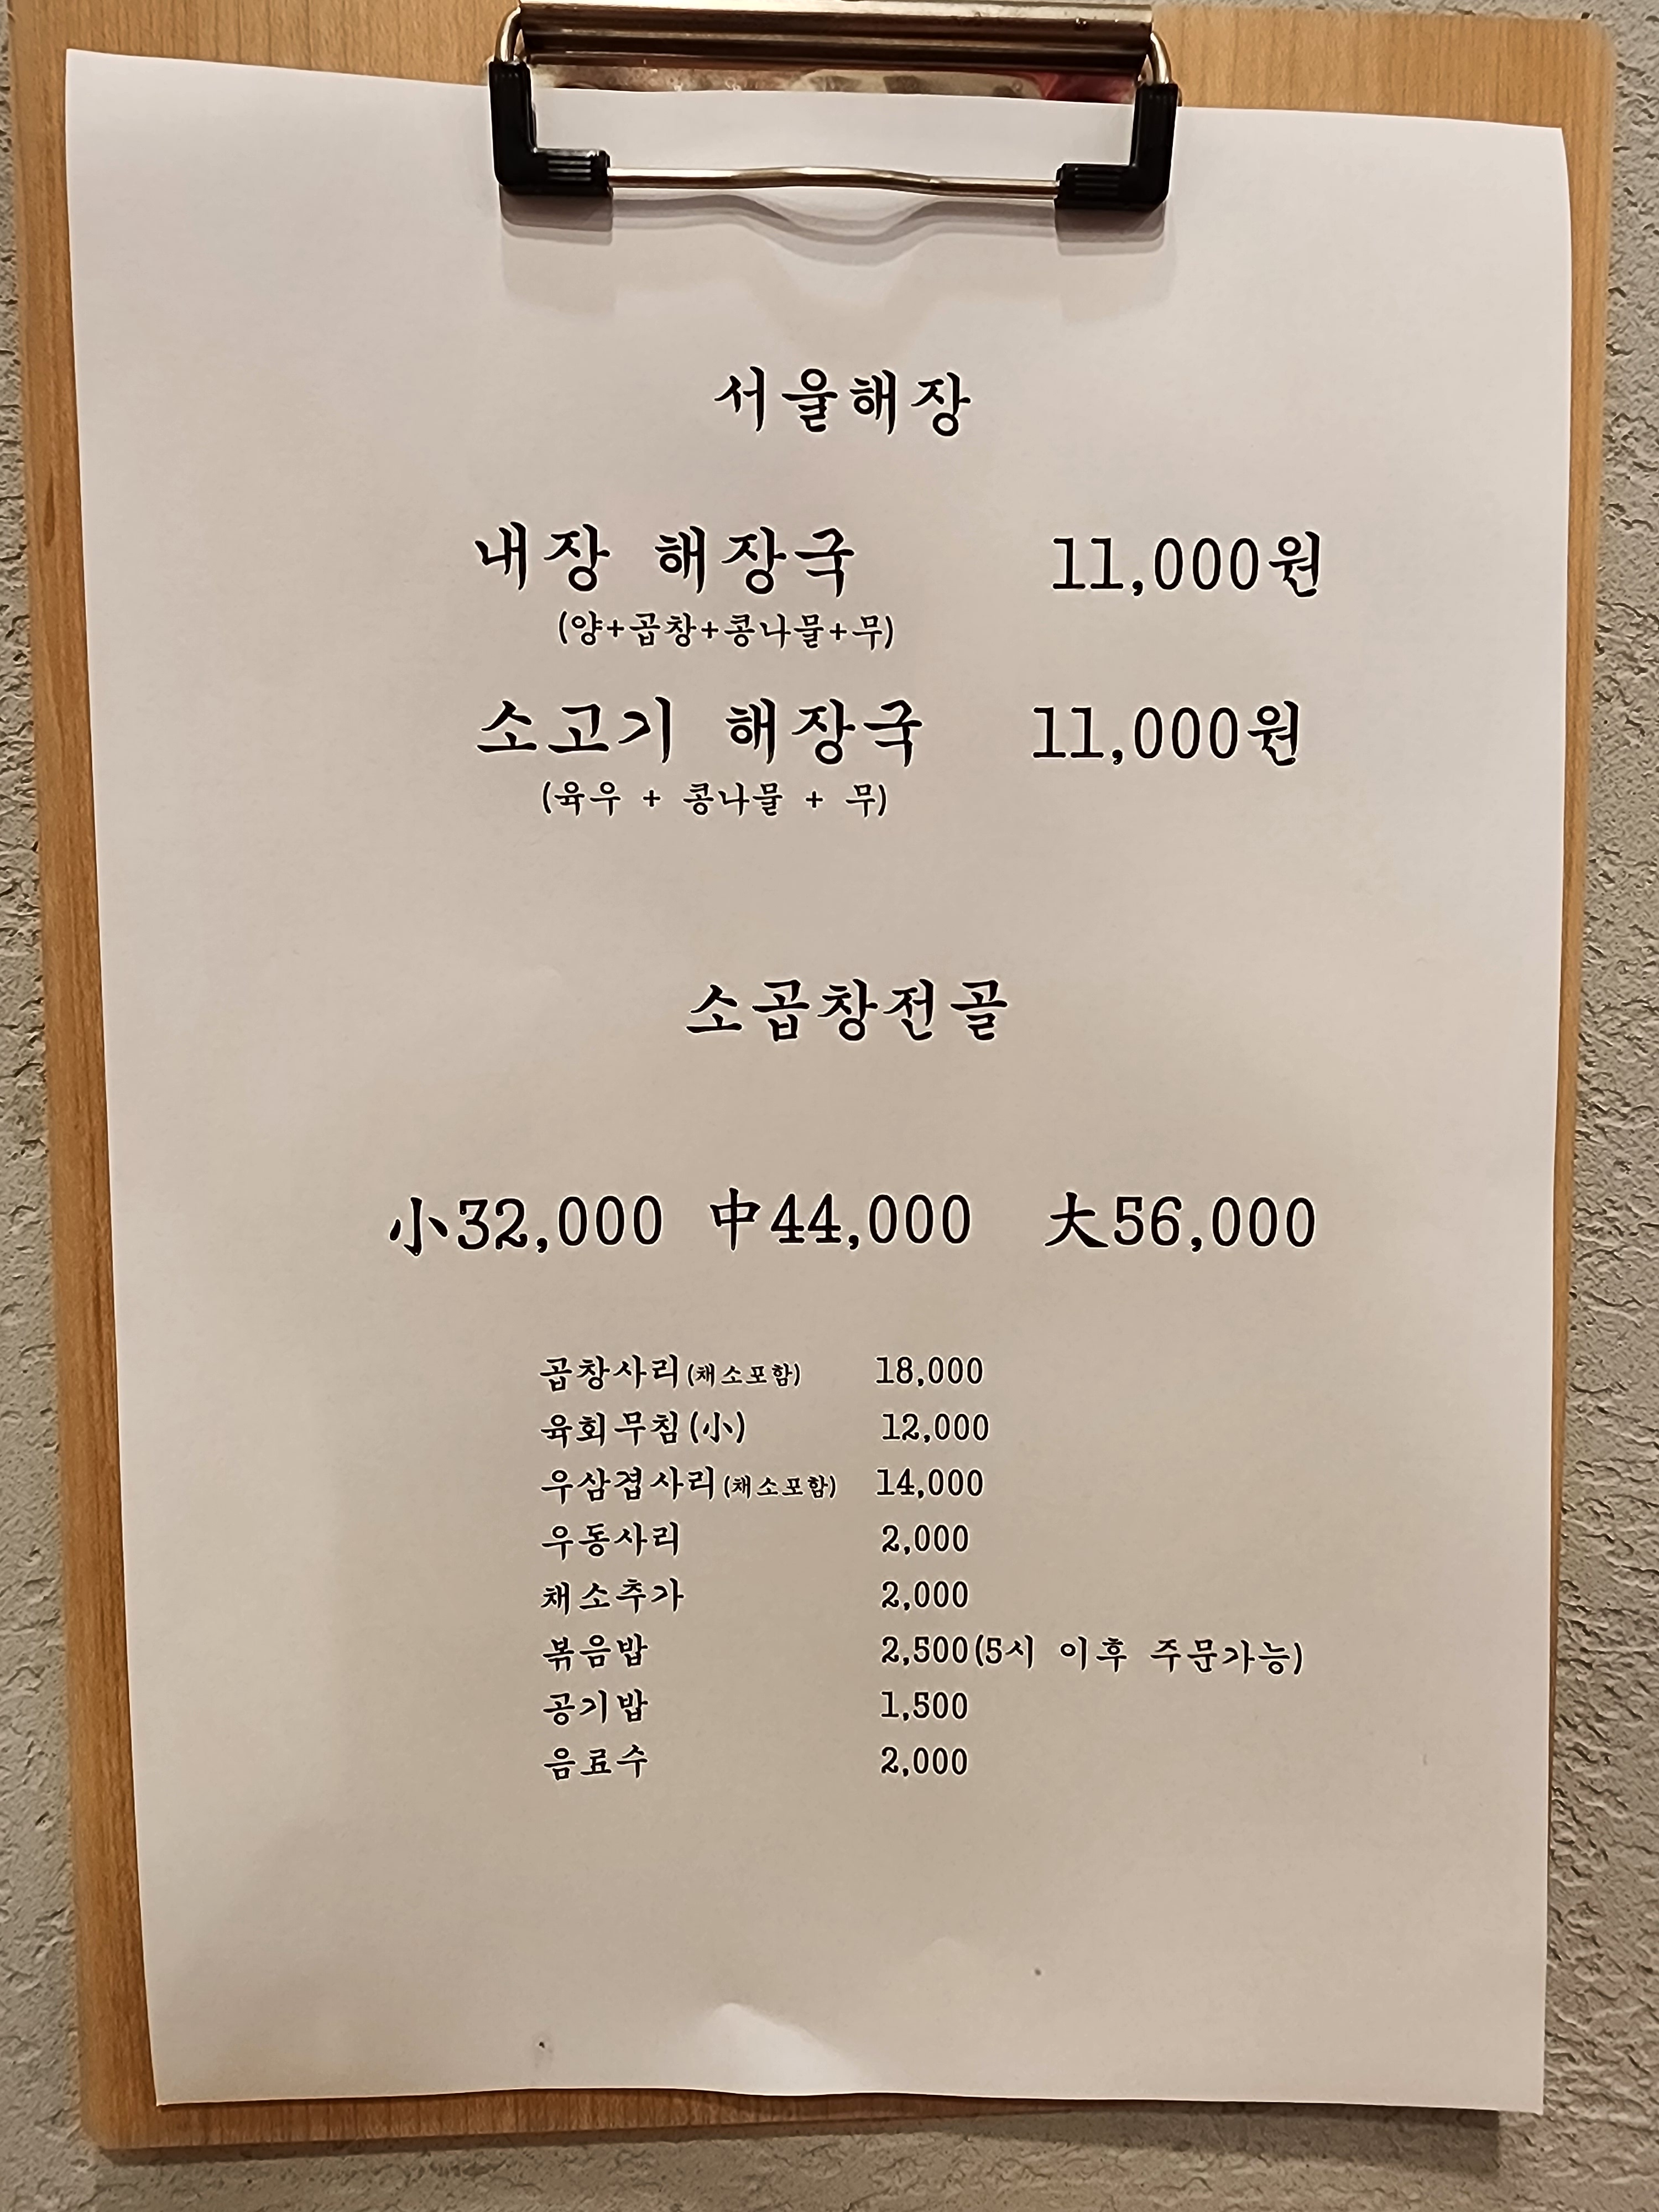 서울해장
내장 해장국 11,000원
(양+곱창+콩나물+무)
소고기 해장국 11,000원
(육우 + 콩나물 + 무)
소곱창전골
小32,000 中44,000 大56,000
곱창사리(채소포함) 18,000
육회무침(小) 12,000
우삼겹사리(채소포함) 14,000
우동사리 2,000
채소추가 2,000
볶음밥 2,500(5시 이후 주문가능)
공기밥 1,500
음료수 2,000